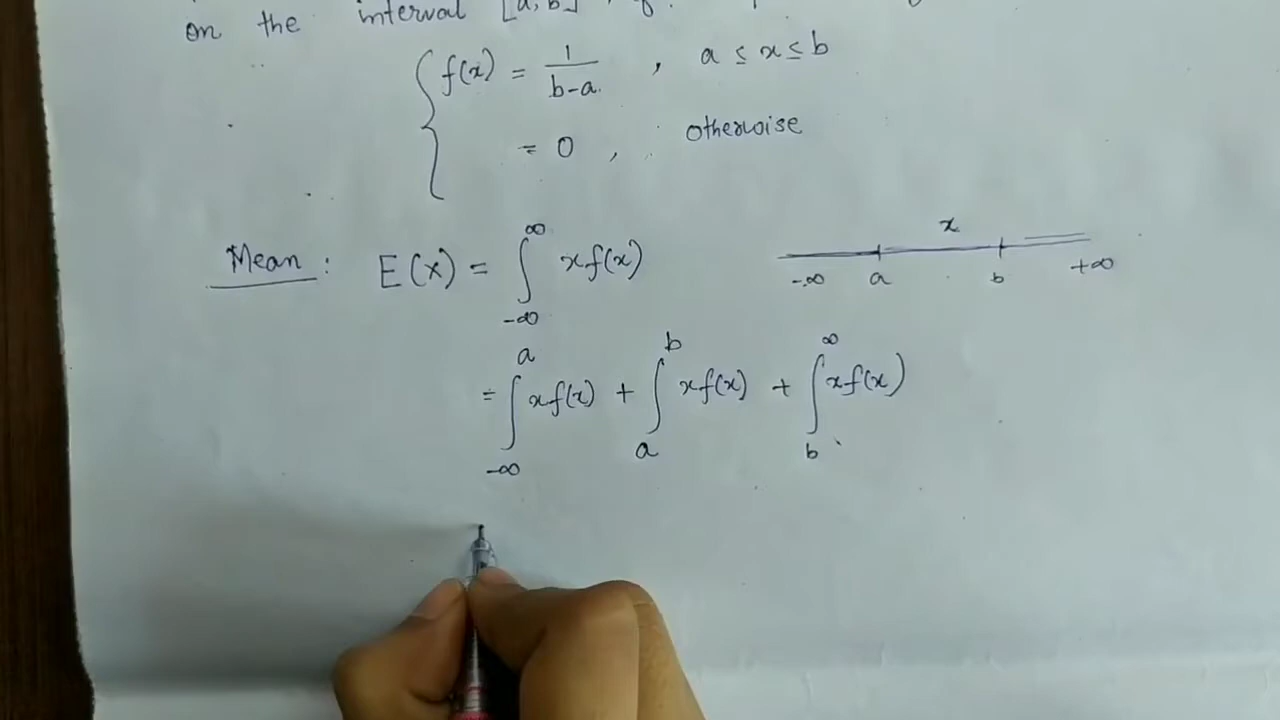 on the interval [a,b]
f(x) = 1/(b-a) , a ≤ x ≤ b
= 0 , otherwise
Mean : E(x) = ∫_{-∞}^{∞} xf(x)
x
-∞ a b +∞
= ∫_{-∞}^{a} xf(x) + ∫_{a}^{b} xf(x) + ∫_{b}^{∞} xf(x)